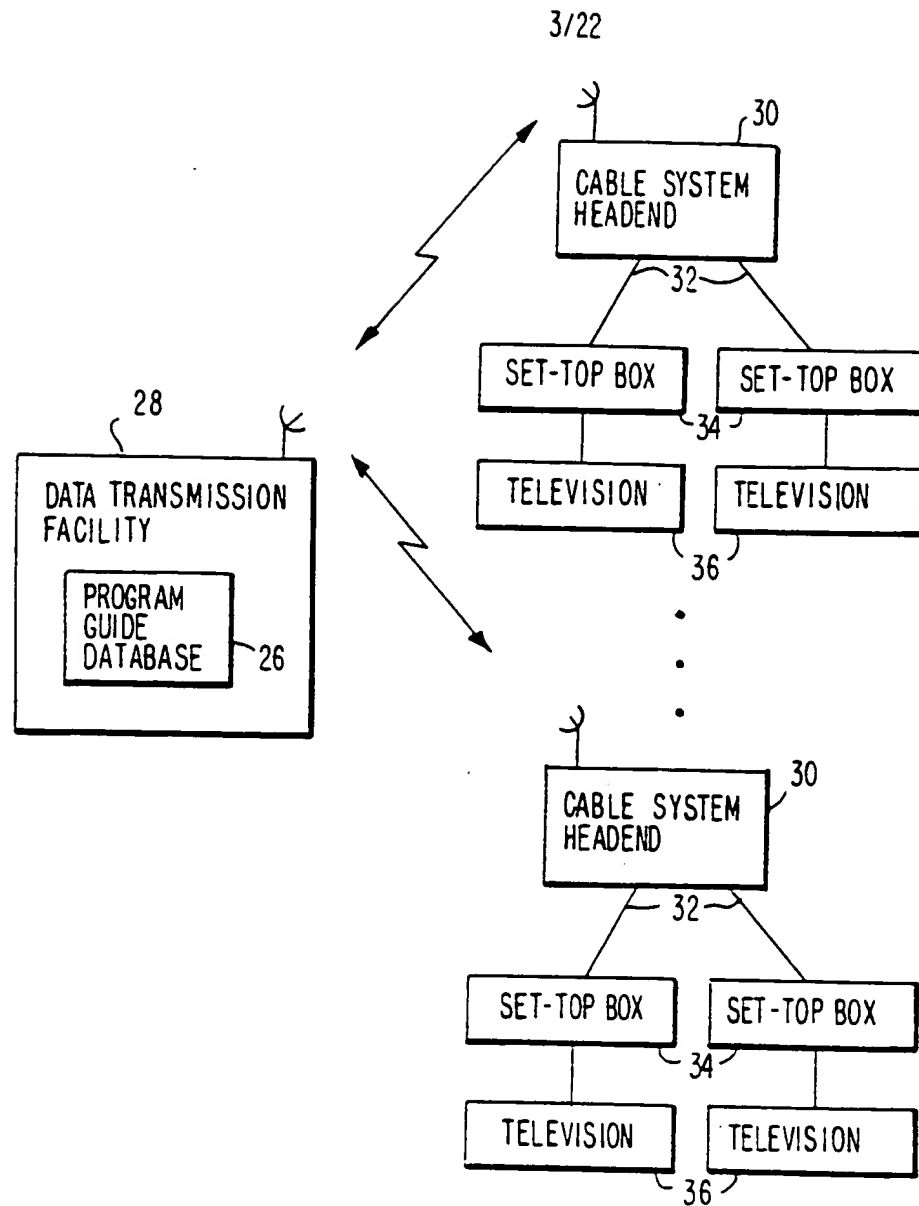 3/22
30
CABLE SYSTEM
HEADEND
32
SET-TOP BOX
SET-TOP BOX
34
TELEVISION
TELEVISION
36
28
DATA TRANSMISSION
FACILITY
PROGRAM
GUIDE
DATABASE
26
30
CABLE SYSTEM
HEADEND
32
SET-TOP BOX
SET-TOP BOX
34
TELEVISION
TELEVISION
36